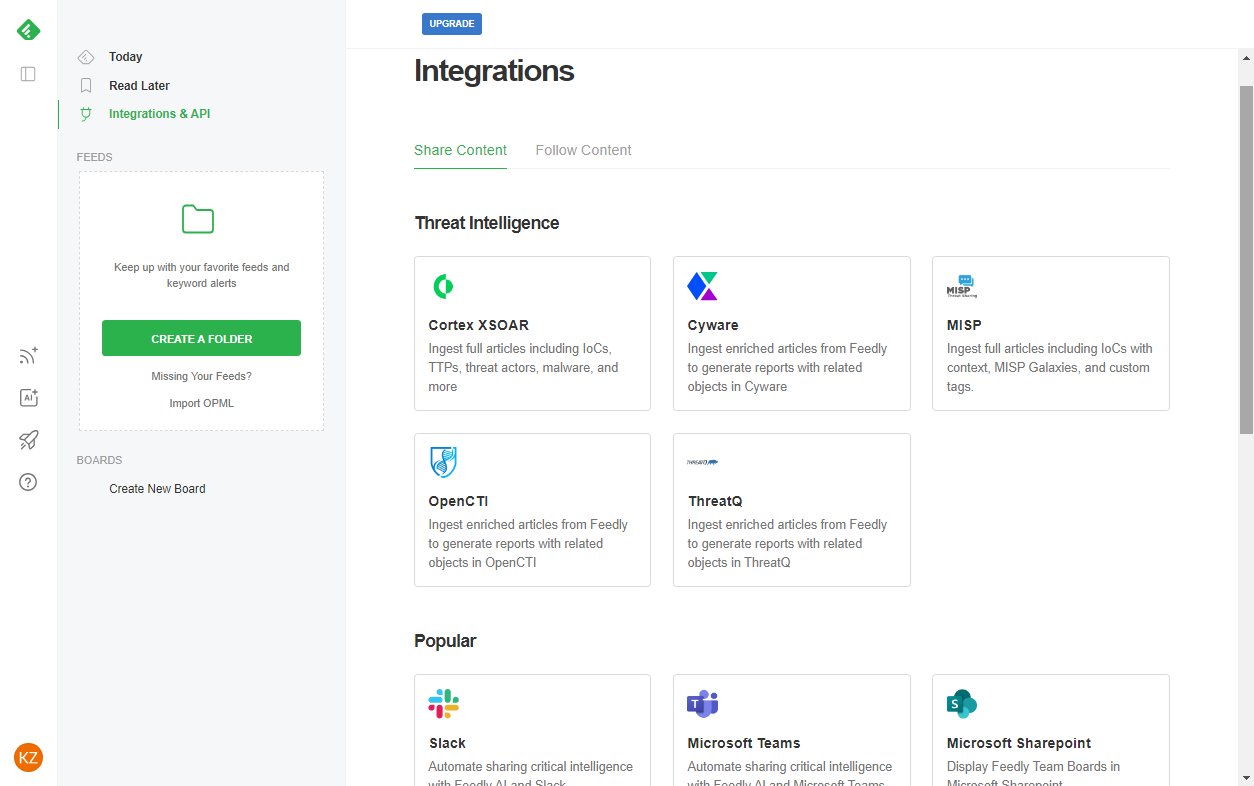 UPGRADE
Today
Read Later
Integrations & API
FEEDS
Keep up with your favorite feeds and
keyword alerts
CREATE A FOLDER
Missing Your Feeds?
Import OPML
BOARDS
Create New Board
AI
KZ
Integrations
Share Content
Follow Content
Threat Intelligence
Cortex XSOAR
Ingest full articles including IoCs,
TTPs, threat actors, malware, and
more
Cyware
Ingest enriched articles from Feedly
to generate reports with related
objects in Cyware
MISP
Threat Sharing
MISP
Ingest full articles including IoCs with
context, MISP Galaxies, and custom
tags.
OpenCTI
Ingest enriched articles from Feedly
to generate reports with related
objects in OpenCTI
THREATQ
ThreatQ
Ingest enriched articles from Feedly
to generate reports with related
objects in ThreatQ
Popular
Slack
Automate sharing critical intelligence
with Feedly AI and Slack
T
Microsoft Teams
Automate sharing critical intelligence
with Feedly AI and Microsoft Teams
S
Microsoft Sharepoint
Display Feedly Team Boards in
Microsoft Sharepoint